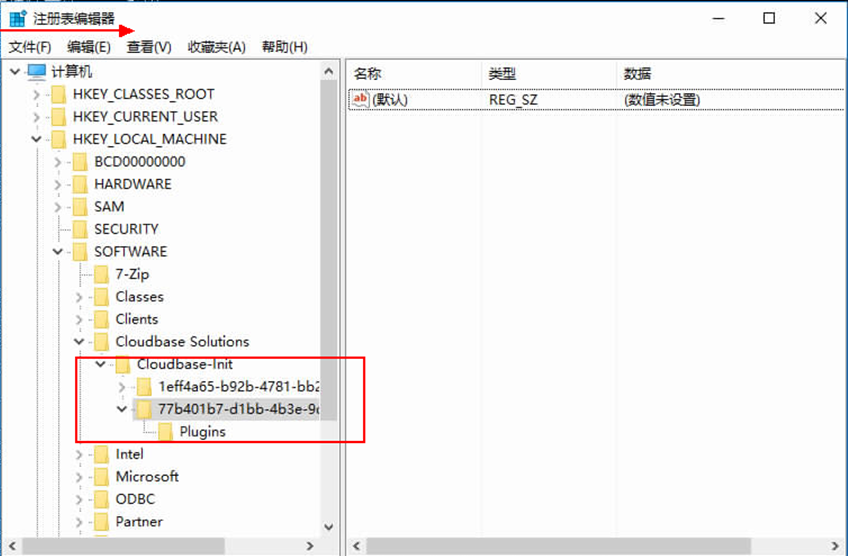 注册表编辑器
文件(F) 编辑(E) 查看(V) 收藏夹(A) 帮助(H)
计算机
HKEY_CLASSES_ROOT
HKEY_CURRENT_USER
HKEY_LOCAL_MACHINE
BCD00000000
HARDWARE
SAM
SECURITY
SOFTWARE
7-Zip
Classes
Clients
Cloudbase Solutions
Cloudbase-Init
1eff4a65-b92b-4781-bb2
77b401b7-d1bb-4b3e-9c
Plugins
Intel
Microsoft
ODBC
Partner
名称 类型 数据
ab (默认) REG_SZ (数值未设置)